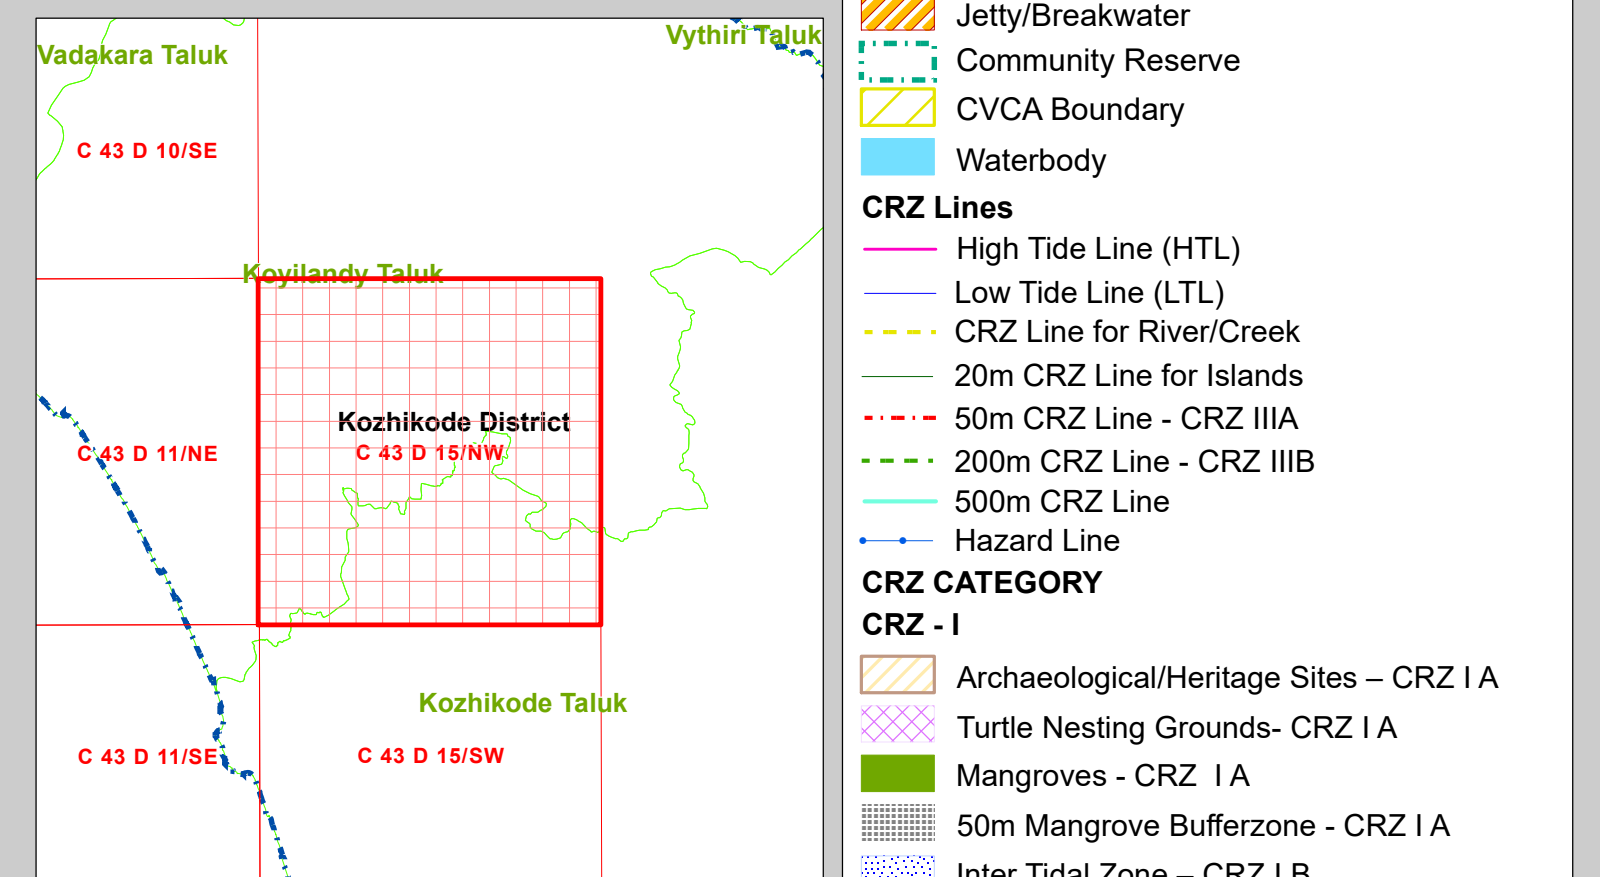 Vadakara Taluk
Vythiri Taluk
C 43 D 10/SE
Koyilandy Taluk
Kozhikode District
C 43 D 11/NE
C 43 D 15/NW
Kozhikode Taluk
C 43 D 11/SE
C 43 D 15/SW
Jetty/Breakwater
Community Reserve
CVCA Boundary
Waterbody
CRZ Lines
High Tide Line (HTL)
Low Tide Line (LTL)
CRZ Line for River/Creek
20m CRZ Line for Islands
50m CRZ Line - CRZ IIIA
200m CRZ Line - CRZ IIIB
500m CRZ Line
Hazard Line
CRZ CATEGORY
CRZ - I
Archaeological/Heritage Sites – CRZ I A
Turtle Nesting Grounds- CRZ I A
Mangroves - CRZ  I A
50m Mangrove Bufferzone - CRZ I A
Inter Tidal Zone – CRZ I B